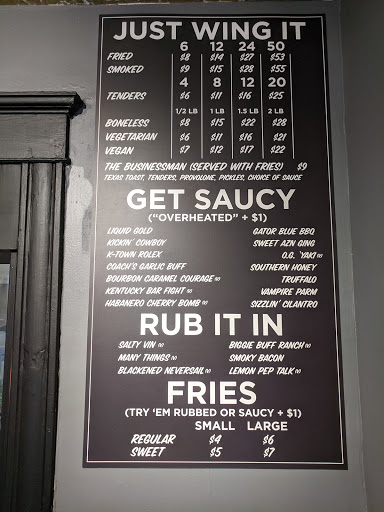 JUST WING IT
6 12 24 50
FRIED $8 $14 $27 $53
SMOKED $9 $15 $28 $55
4 8 12 20
TENDERS $6 $11 $16 $25
1/2 LB 1 LB 1.5 LB 2 LB
BONELESS $8 $15 $22 $28
VEGETARIAN $6 $11 $16 $21
VEGAN $7 $12 $17 $22
THE BUSINESSMAN (SERVED WITH FRIES) $9
TEXAS TOAST, TENDERS, PROVOLONE, PICKLES, CHOICE OF SAUCE
GET SAUCY
("OVERHEATED" + $1)
LIQUID GOLD GATOR BLUE BBQ
KICKIN' COWBOY SWEET AZN GING
K-TOWN ROLEX O.G. 'YAKI (V)
COACH'S GARLIC BUFF SOUTHERN HONEY
BOURBON CARAMEL COURAGE (V) TRUFFALO
KENTUCKY BAR FIGHT (V) VAMPIRE PARM
HABANERO CHERRY BOMB (V) SIZZLIN' CILANTRO
RUB IT IN
SALTY VIN (V) BIGGIE BUFF RANCH (V)
MANY THINGS (V) SMOKY BACON
BLACKENED NEVERSAIL (V) LEMON PEP TALK (V)
FRIES
(TRY 'EM RUBBED OR SAUCY + $1)
SMALL LARGE
REGULAR $4 $6
SWEET $5 $7